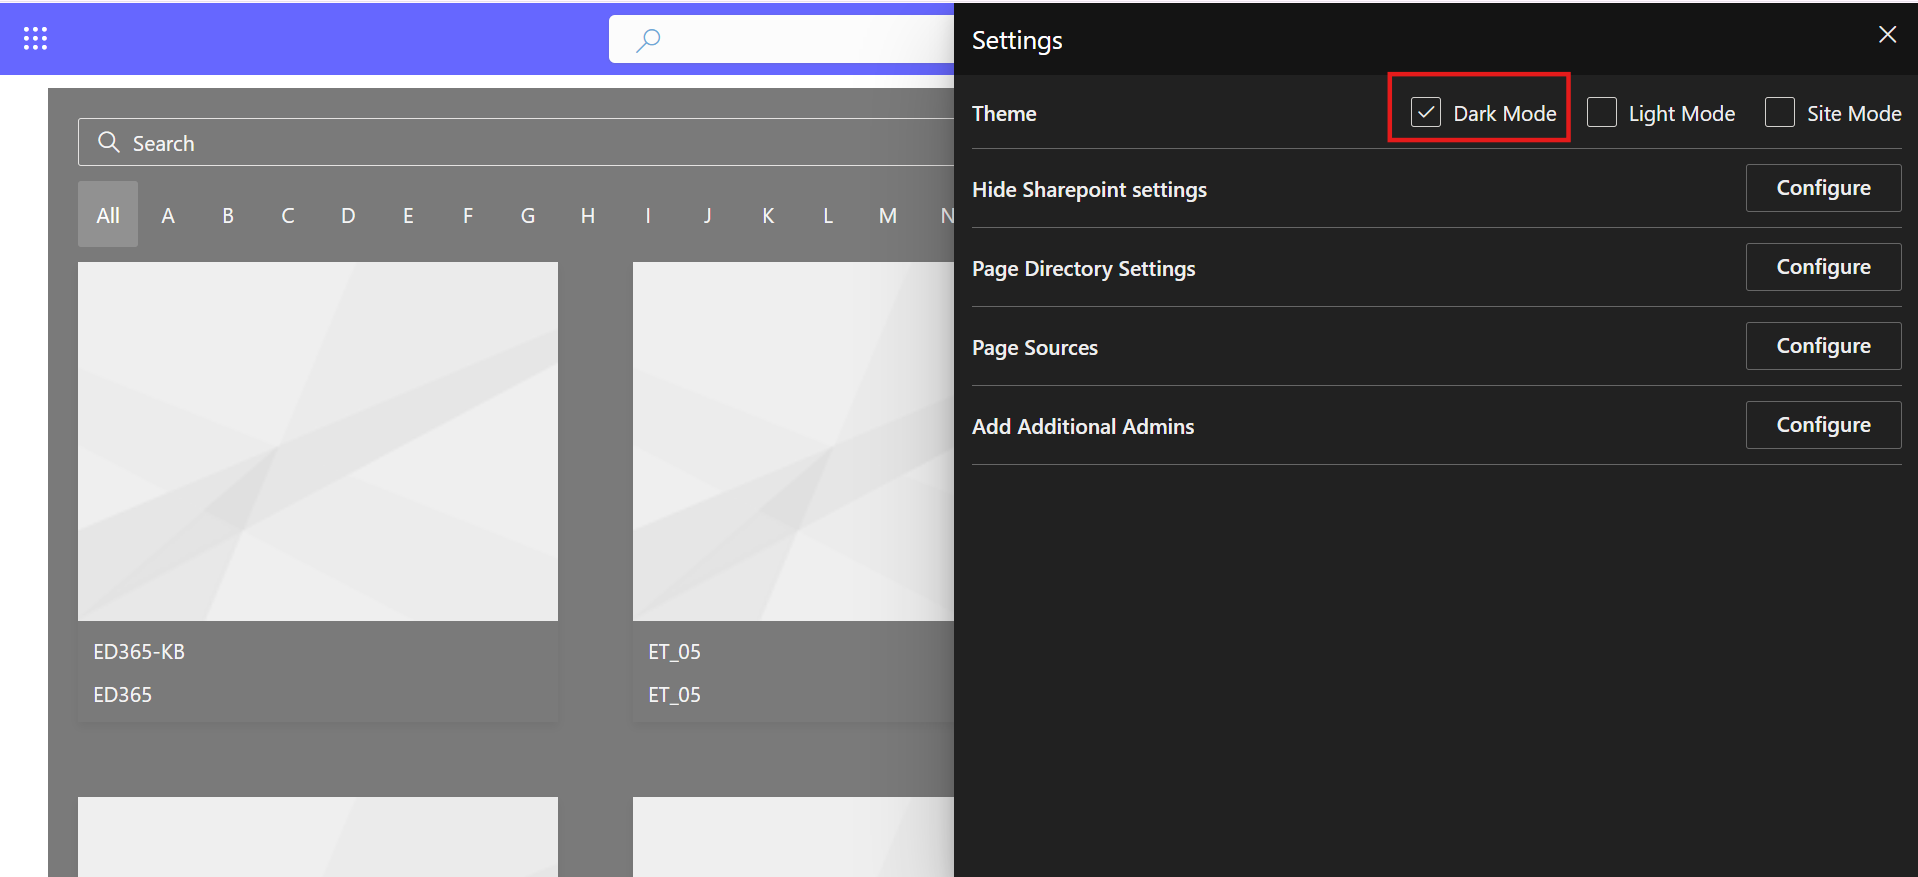 Settings
Theme
Dark Mode
Light Mode
Site Mode
Hide Sharepoint settings
Configure
Page Directory Settings
Configure
Page Sources
Configure
Add Additional Admins
Configure
Search
All A B C D E F G H I J K L M N
ED365-KB
ED365
ET_05
ET_05